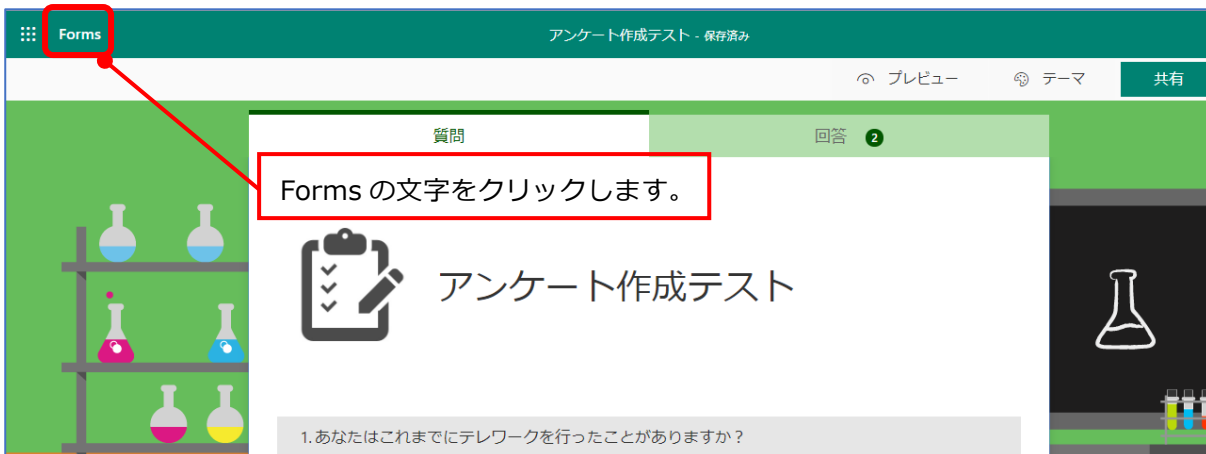 Forms
アンケート作成テスト - 保存済み
プレビュー
テーマ
共有
質問
回答 2
Forms の文字をクリックします。
アンケート作成テスト
1. あなたはこれまでにテレワークを行ったことがありますか？